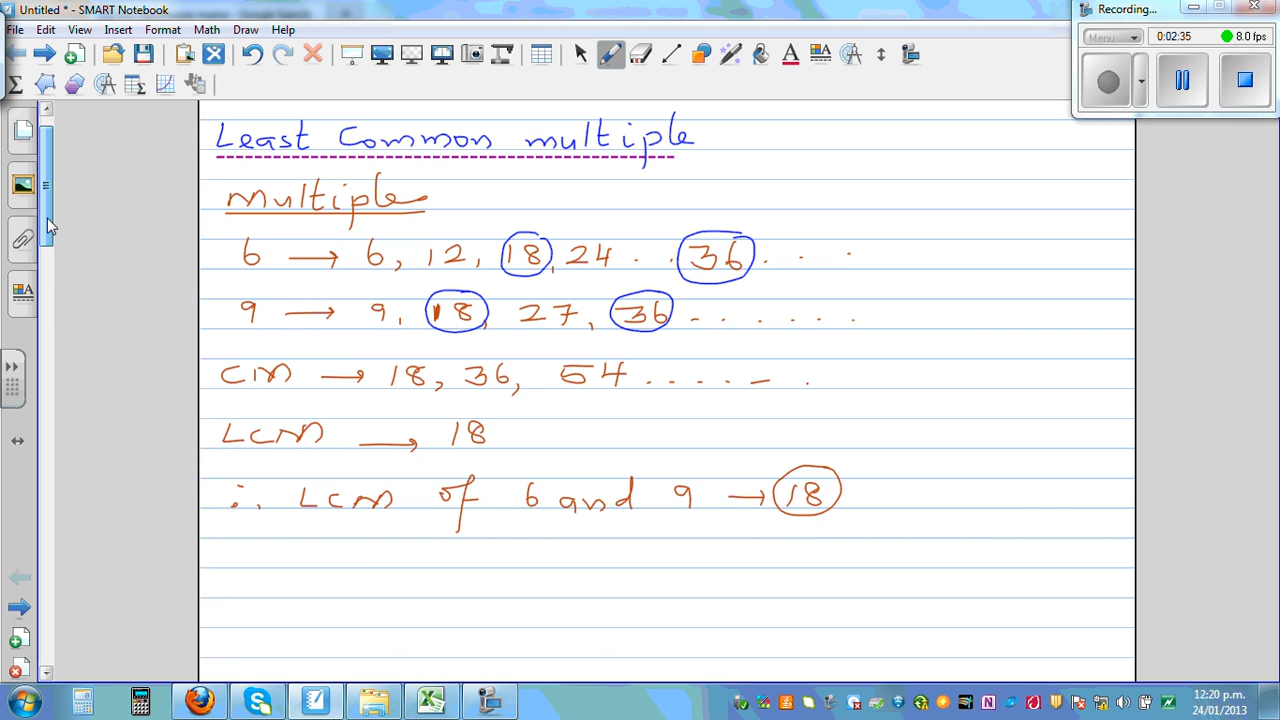 Untitled * - SMART Notebook
Recording...
File Edit View Insert Format Math Draw Help
Menu 0:02:35 8.0 fps
Least Common multiple
multiple
6 → 6, 12, 18, 24 . . 36 . . .
9 → 9, 18, 27, 36 . . . . . .
CM → 18, 36, 54 . . . . . .
LCM → 18
∴ LCM of 6 and 9 → 18
12:20 p.m.
24/01/2013